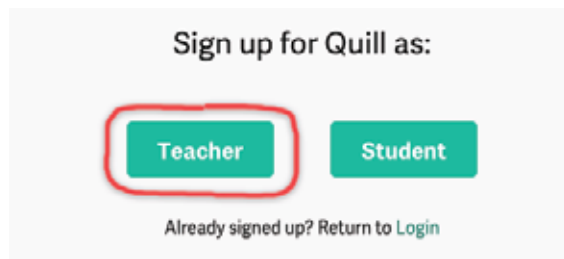 Sign up for Quill as:
Teacher Student
Already signed up? Return to Login